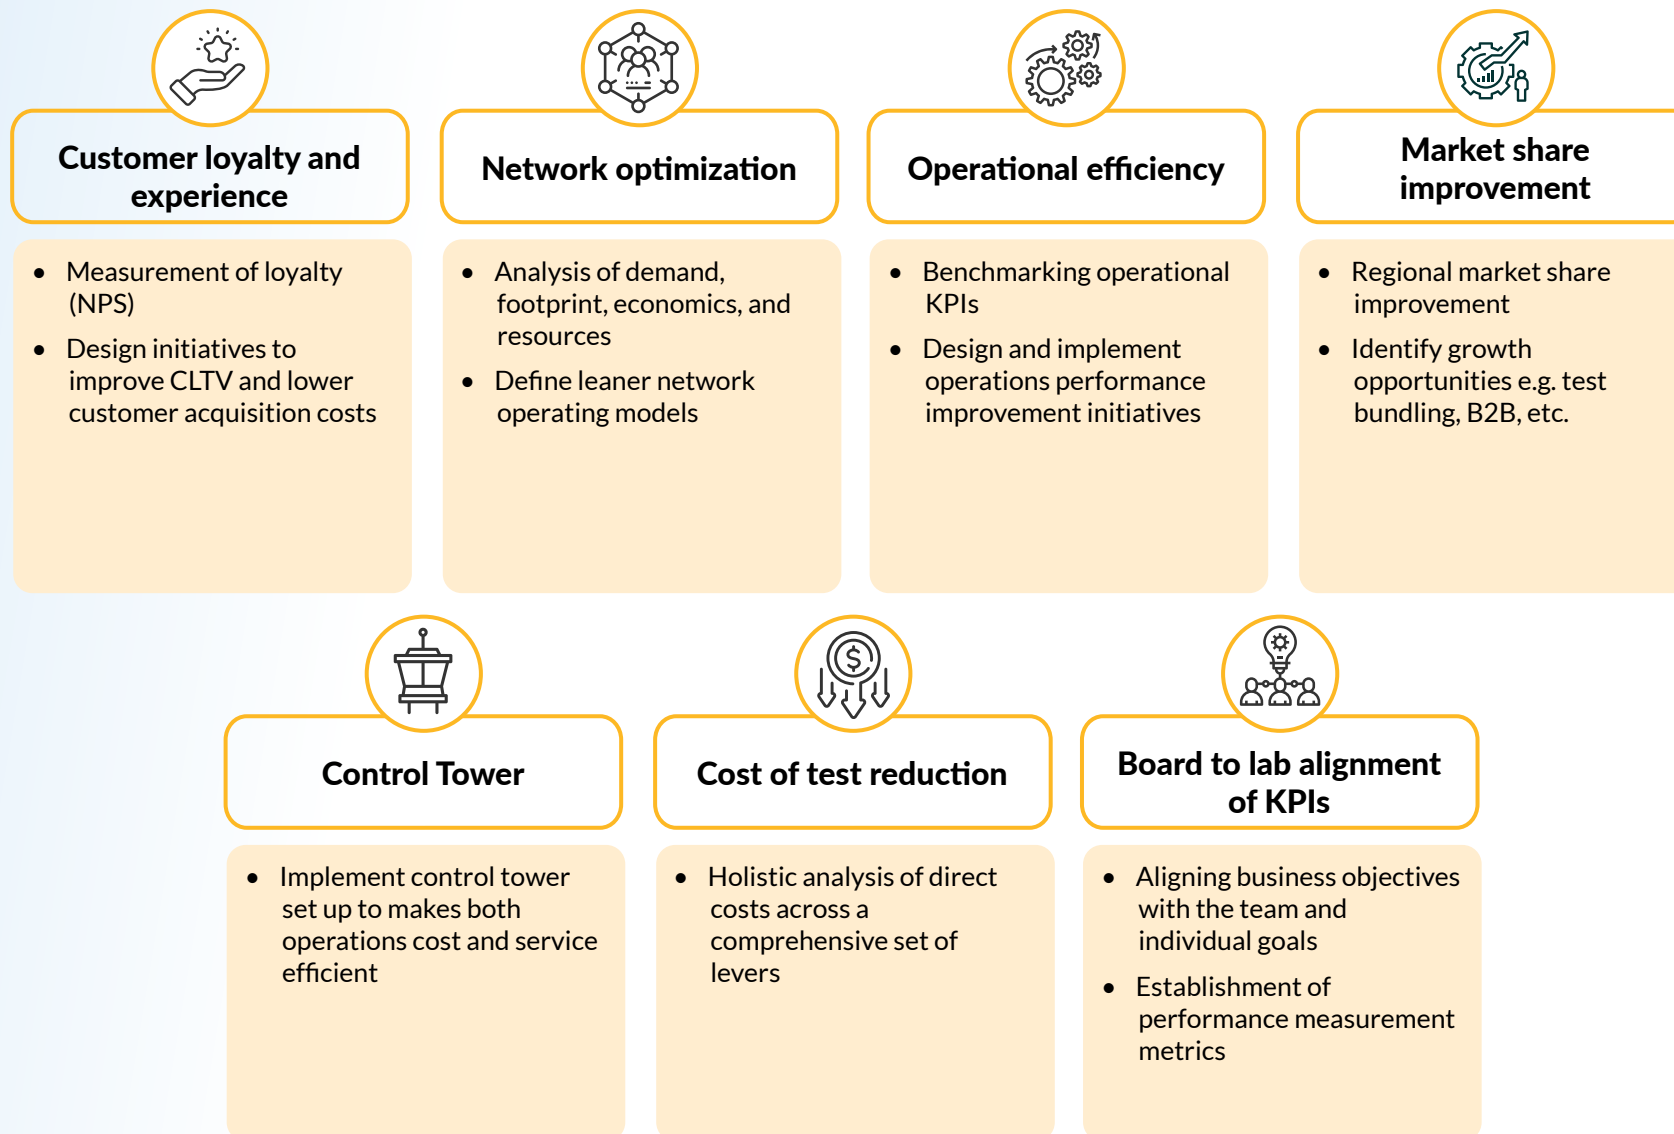 Customer loyalty and
experience
• Measurement of loyalty
(NPS)
• Design initiatives to
improve CLTV and lower
customer acquisition costs
Network optimization
• Analysis of demand,
footprint, economics, and
resources
• Define leaner network
operating models
Operational efficiency
• Benchmarking operational
KPIs
• Design and implement
operations performance
improvement initiatives
Market share
improvement
• Regional market share
improvement
• Identify growth
opportunities e.g. test
bundling, B2B, etc.
Control Tower
• Implement control tower
set up to makes both
operations cost and service
efficient
Cost of test reduction
• Holistic analysis of direct
costs across a
comprehensive set of
levers
Board to lab alignment
of KPIs
• Aligning business objectives
with the team and
individual goals
• Establishment of
performance measurement
metrics